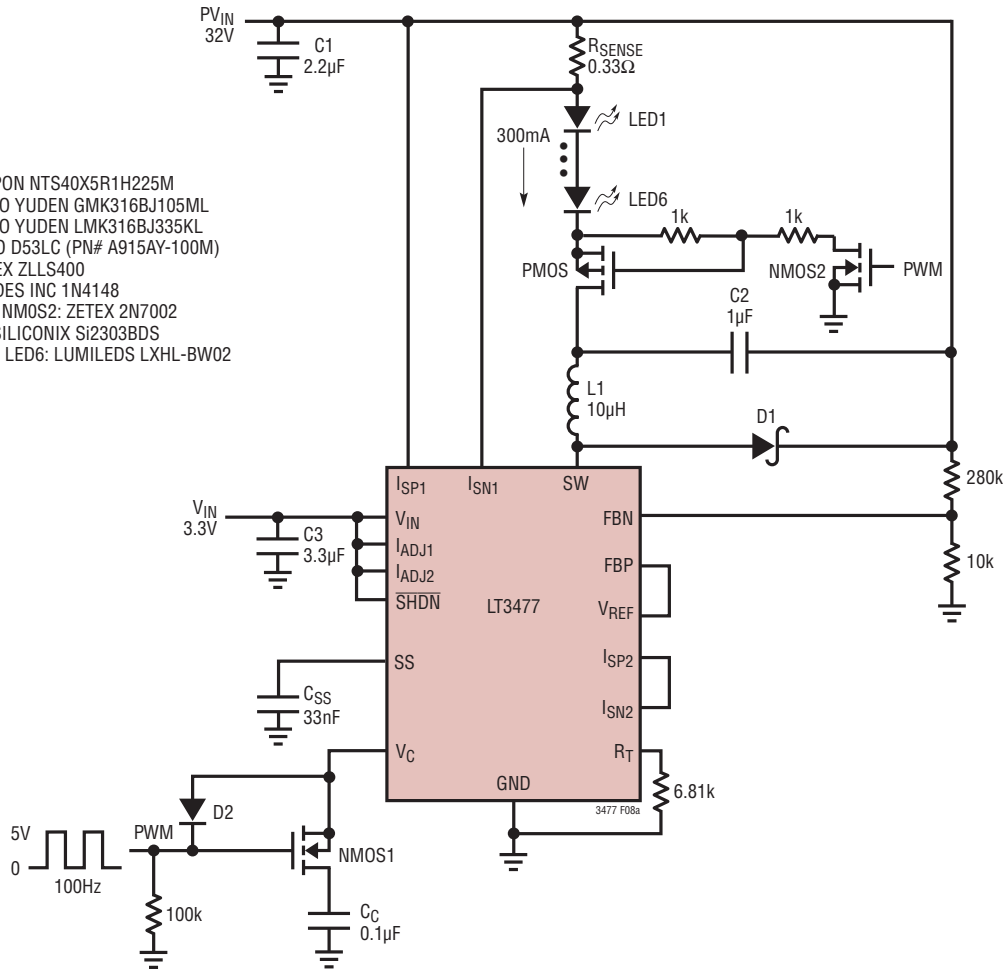 PVIN
32V
C1
2.2µF
RSENSE
0.33Ω
LED1
300mA
LED6
NTS40X5R1H225M
YUDEN GMK316BJ105ML
YUDEN LMK316BJ335KL
D53LC (PN# A915AY-100M)
ZLLS400
INC 1N4148
NM0S2: ZETEX 2N7002
SILICONIX Si2303BDS
LED6: LUMILEDS LXHL-BW02
1k
1k
PMOS
NMOS2
PWM
C2
1µF
L1
10µH
D1
280k
10k
ISP1
ISN1
SW
VIN
3.3V
C3
3.3µF
VIN
IADJ1
IADJ2
SHDN
LT3477
FBN
FBP
VREF
ISP2
ISN2
SS
CSS
33nF
VC
GND
RT
6.81k
3477 F08a
D2
PWM
5V
0
100Hz
NMOS1
100k
CC
0.1µF